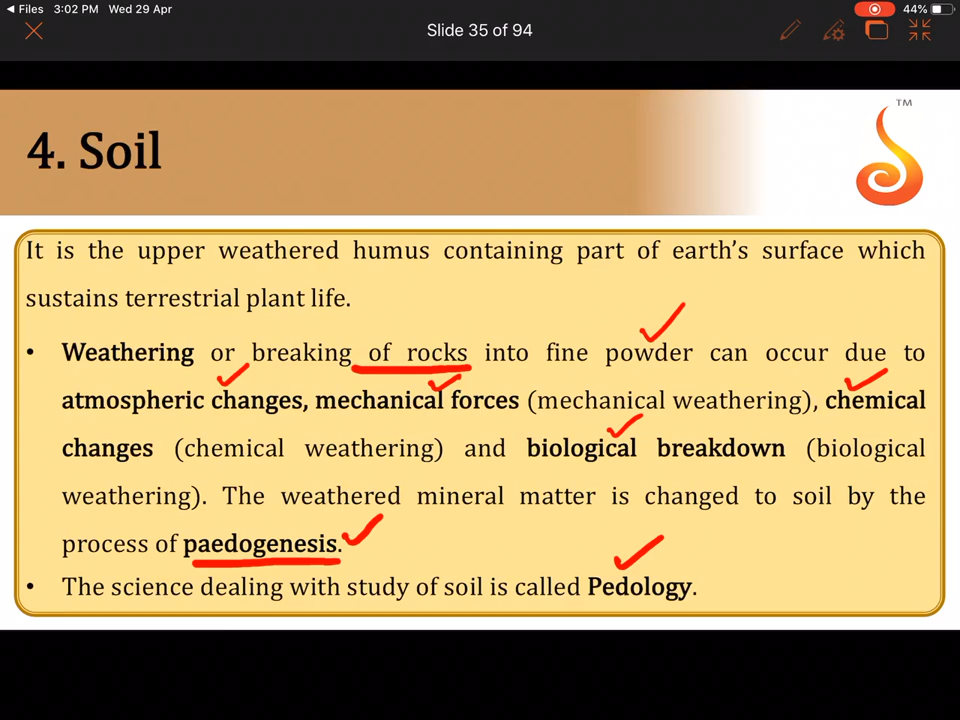 Files 3:02 PM Wed 29 Apr 44%
Slide 35 of 94
4. Soil
TM
It is the upper weathered humus containing part of earth's surface which
sustains terrestrial plant life.
• Weathering or breaking of rocks into fine powder can occur due to
atmospheric changes, mechanical forces (mechanical weathering), chemical
changes (chemical weathering) and biological breakdown (biological
weathering). The weathered mineral matter is changed to soil by the
process of paedogenesis.
• The science dealing with study of soil is called Pedology.